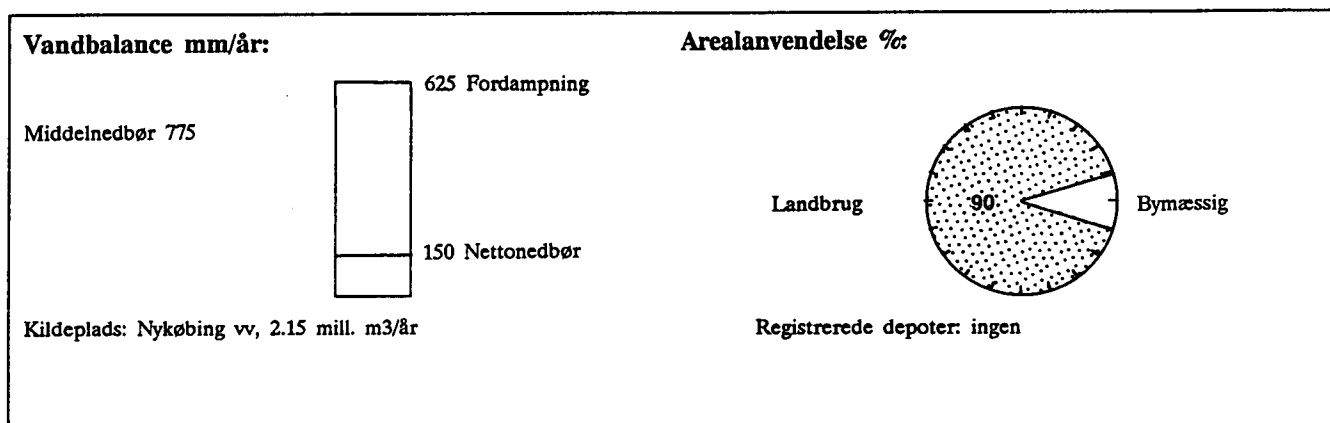 Vandbalance mm/år:
625 Fordampning
Middelnedbør 775
150 Nettonedbør
Kildeplads: Nykøbing vv, 2.15 mill. m3/år
Arealanvendelse %:
Landbrug
90
Bymæssig
Registrerede depoter: ingen